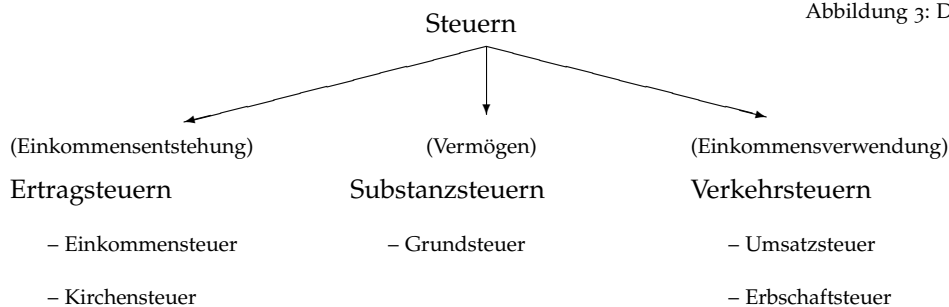 Abbildung 3: D
Steuern
(Einkommensentstehung) (Vermögen) (Einkommensverwendung)
Ertragsteuern Substanzsteuern Verkehrsteuern
– Einkommensteuer – Grundsteuer – Umsatzsteuer
– Kirchensteuer – Erbschaftsteuer